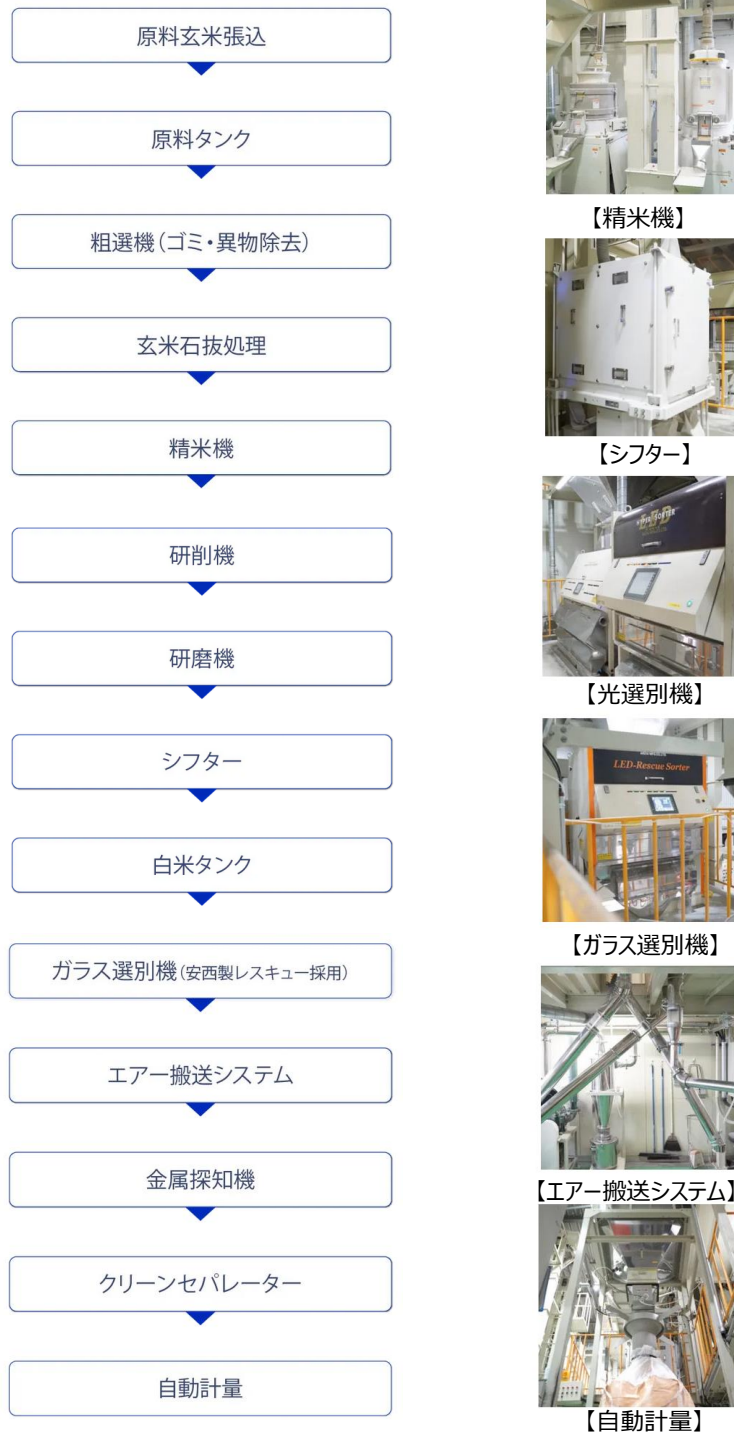 原料玄米張込
原料タンク
粗選機(ゴミ・異物除去)
玄米石抜処理
精米機
研削機
研磨機
シフター
白米タンク
ガラス選別機(安西製レスキュー採用)
エアー搬送システム
金属探知機
クリーンセパレーター
自動計量
【精米機】
【シフター】
LED
HYPER SORTER
【光選別機】
LED-Rescue Sorter
【ガラス選別機】
【エアー搬送システム】
【自動計量】